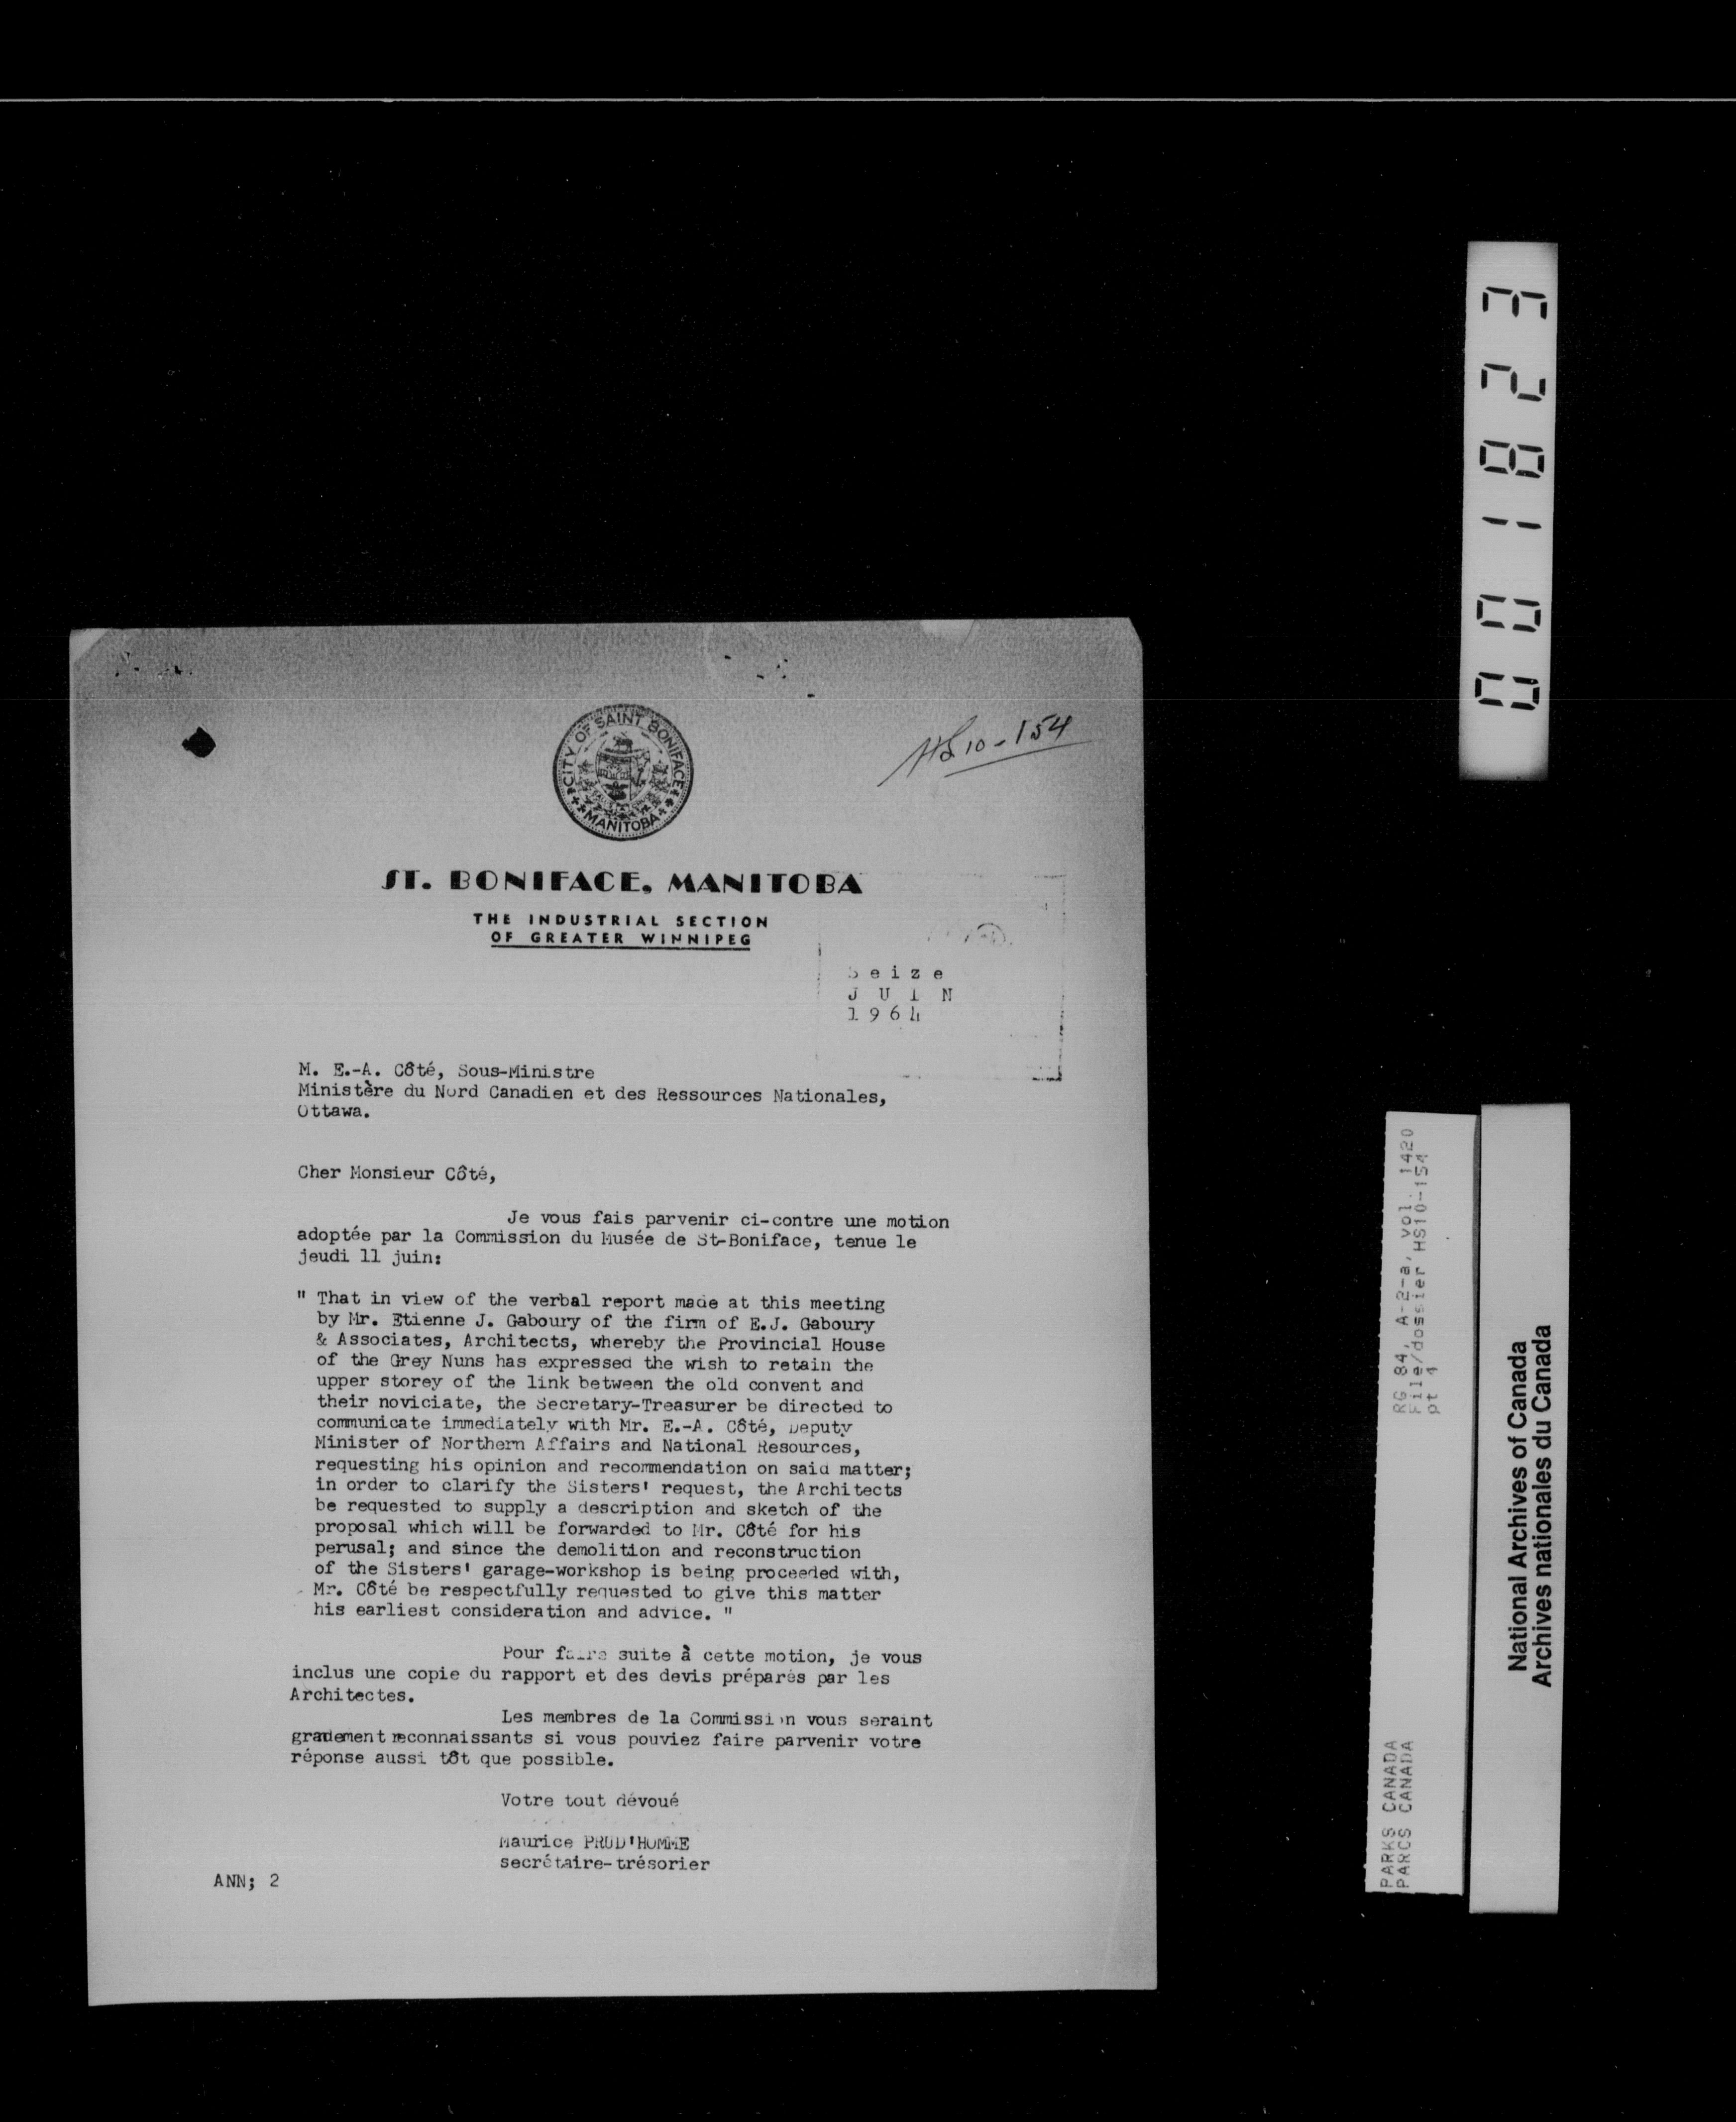 CITY OF SAINT BONIFACE
MANITOBA
HS 10-154
ST. BONIFACE, MANITOBA
THE INDUSTRIAL SECTION
OF GREATER WINNIPEG
Seize
JUIN
1964
M. E.-A. Côté, Sous-Ministre
Ministère du Nord Canadien et des Ressources Nationales,
Ottawa.
Cher Monsieur Côté,
Je vous fais parvenir ci-contre une motion
adoptée par la Commission du Musée de St-Boniface, tenue le
jeudi 11 juin:
" That in view of the verbal report made at this meeting
by Mr. Etienne J. Gaboury of the firm of E.J. Gaboury
& Associates, Architects, whereby the Provincial House
of the Grey Nuns has expressed the wish to retain the
upper storey of the link between the old convent and
their noviciate, the Secretary-Treasurer be directed to
communicate immediately with Mr. E.-A. Côté, Deputy
Minister of Northern Affairs and National Resources,
requesting his opinion and recommendation on said matter;
in order to clarify the Sisters' request, the Architects
be requested to supply a description and sketch of the
proposal which will be forwarded to Mr. Côté for his
perusal; and since the demolition and reconstruction
of the Sisters' garage-workshop is being proceeded with,
Mr. Côté be respectfully requested to give this matter
his earliest consideration and advice. "
Pour faire suite à cette motion, je vous
inclus une copie du rapport et des devis préparés par les
Architectes.
Les membres de la Commission vous seraint
gradement reconnaissants si vous pouviez faire parvenir votre
réponse aussi tôt que possible.
Votre tout dévoué
Maurice PRUD'HOMME
secrétaire-trésorier
ANN; 2
001823
RG 84, A-2-a, vol. 1420
File/dossier HS10-154
pt 4
PARKS CANADA
PARCS CANADA
National Archives of Canada
Archives nationales du Canada